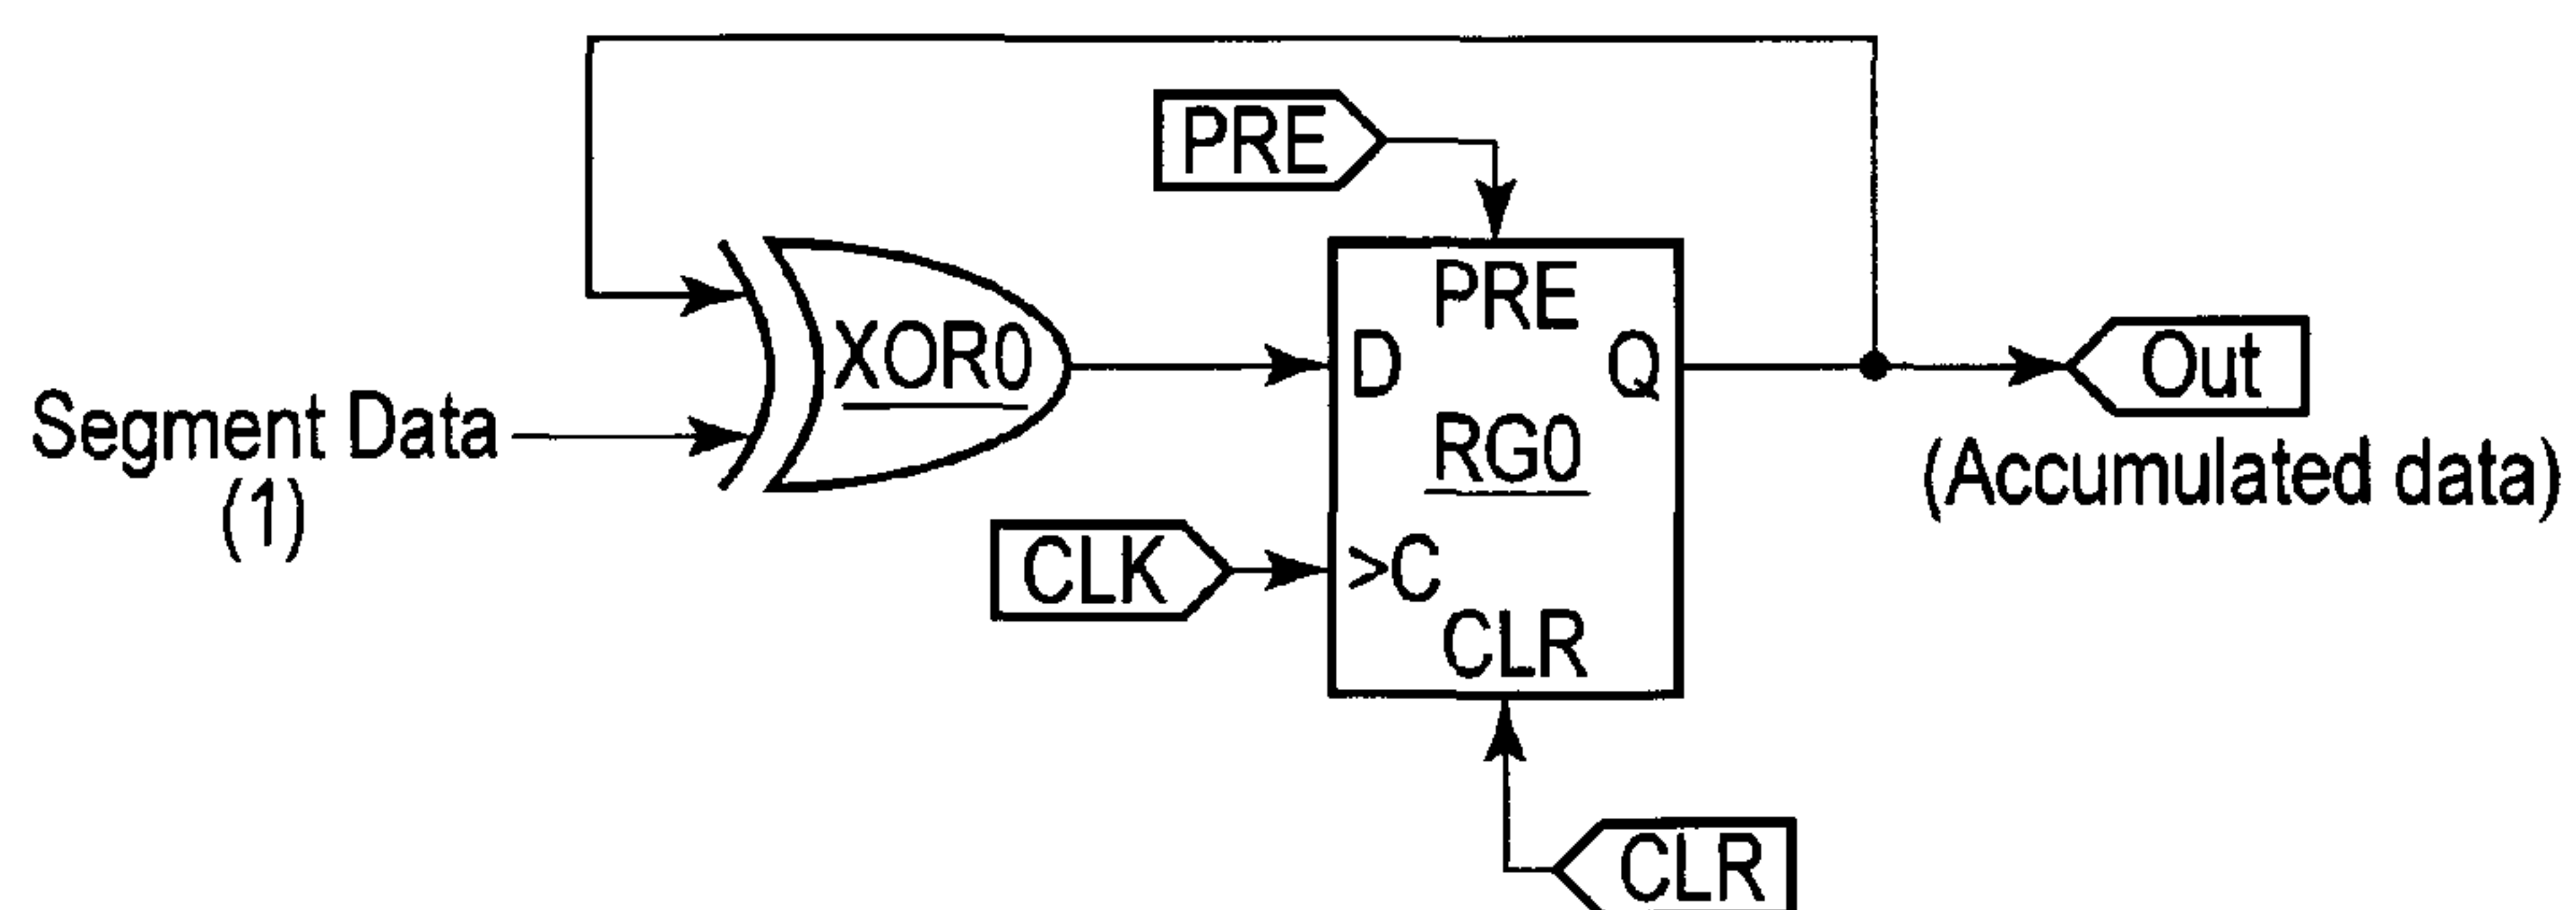 PRE
PRE
XOR0
D
Q
Out
Segment Data
(1)
RG0
(Accumulated data)
CLK
>C
CLR
CLR